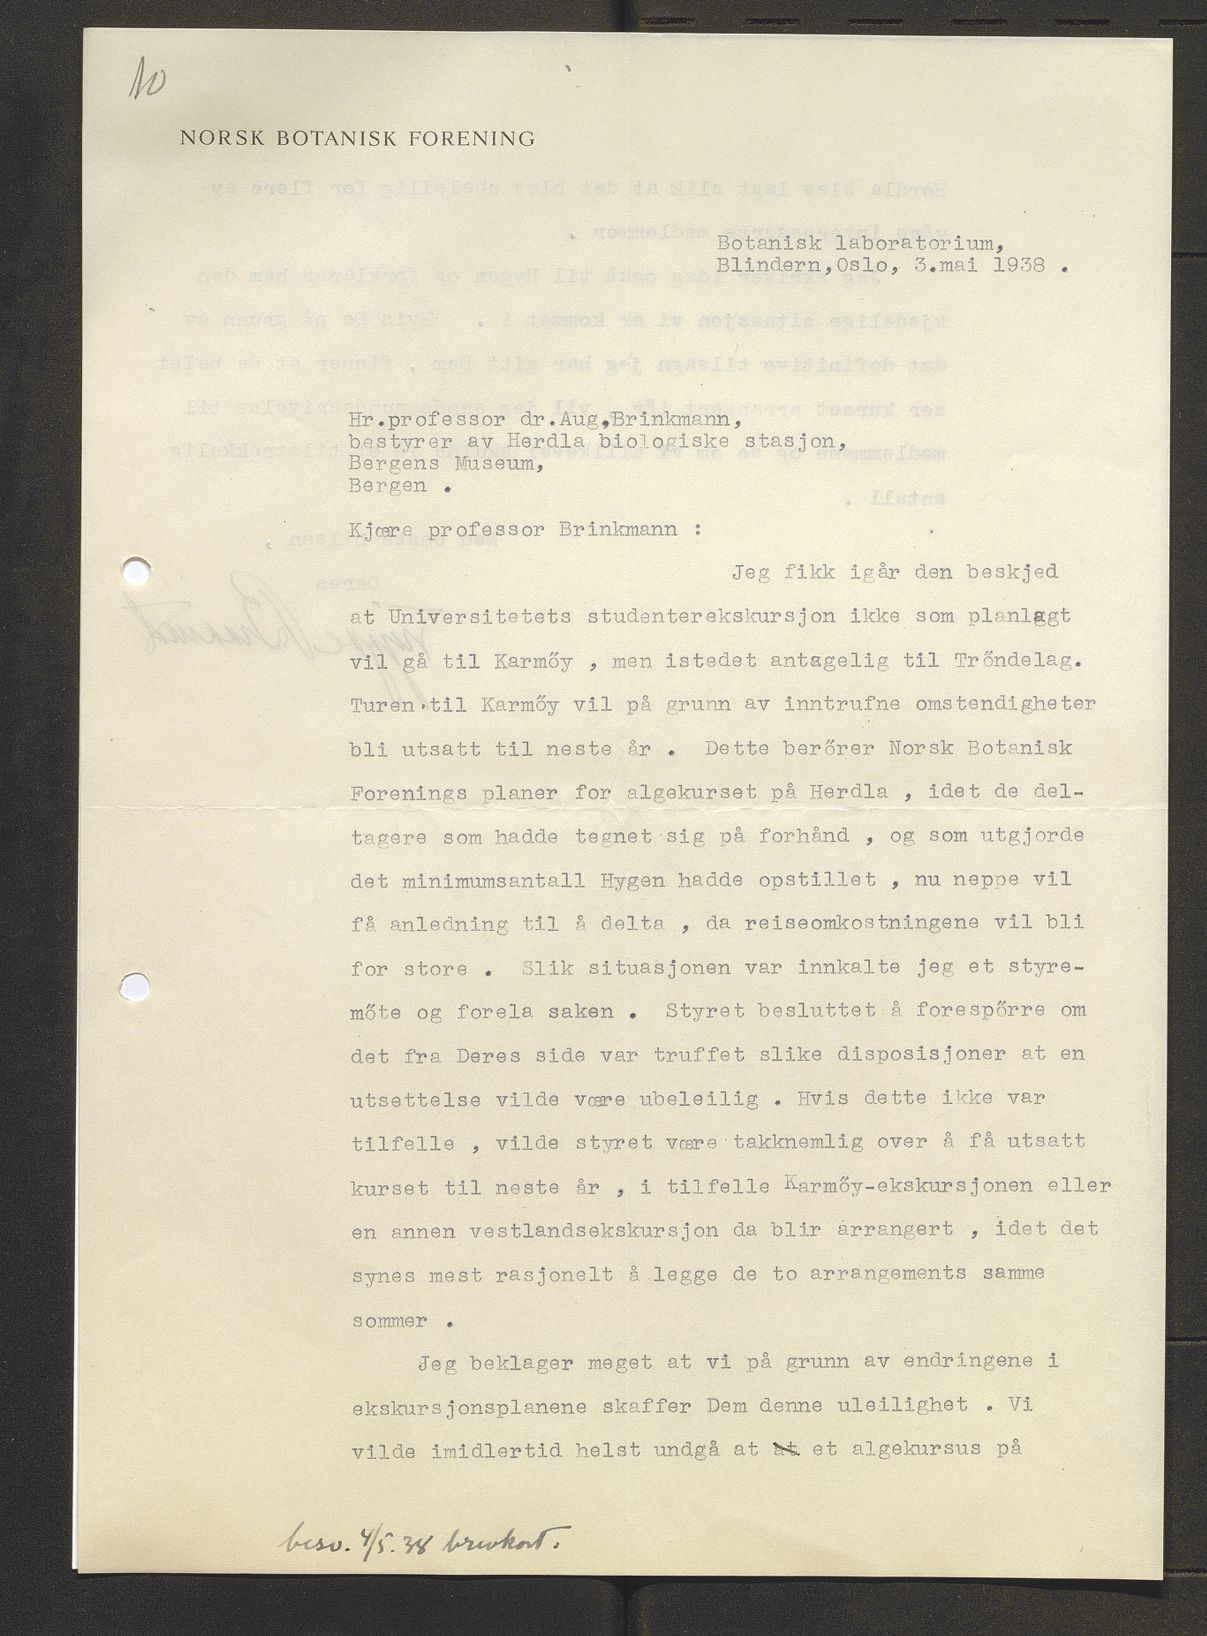 10
NORSK BOTANISK FORENING
Botanisk laboratorium,
Blindern,Oslo, 3.mai 1938 .
Hr.professor dr.Aug,Brinkmann,
bestyrer av Herdla biologiske stasjon,
Bergens Museum,
Bergen .
Kjære professor Brinkmann :
Jeg fikk igår den beskjed
at Universitetets studenterekskursjon ikke som planlagt
vil gå til Karmőy , men istedet antagelig til Trőndelag.
Turen til Karmőy vil på grunn av inntrufne omstendigheter
bli utsatt til neste år . Dette berőrer Norsk Botanisk
Forenings planer for algekurset på Herdla , idet de del-
tagere som hadde tegnet sig på forhånd , og som utgjorde
det minimumsantall Hygen hadde opstillet , nu neppe vil
få anledning til å delta , da reiseomkostningene vil bli
for store . Slik situasjonen var innkalte jeg et styre-
mőte og forela saken . Styret besluttet å forespőrre om
det fra Deres side var truffet slike disposisjoner at en
utsettelse vilde være ubeleilig . Hvis dette ikke var
tilfelle , vilde styret være takknemlig over å få utsatt
kurset til neste år , i tilfelle Karmőy-ekskursjonen eller
en annen vestlandsekskursjon da blir arrangert , idet det
synes mest rasjonelt å legge de to arrangements samme
sommer .
Jeg beklager meget at vi på grunn av endringene i
ekskursjonsplanene skaffer Dem denne uleilighet . Vi
vilde imidlertid helst undgå at at et algekursus på
besv. 4/5.38 brevkort.